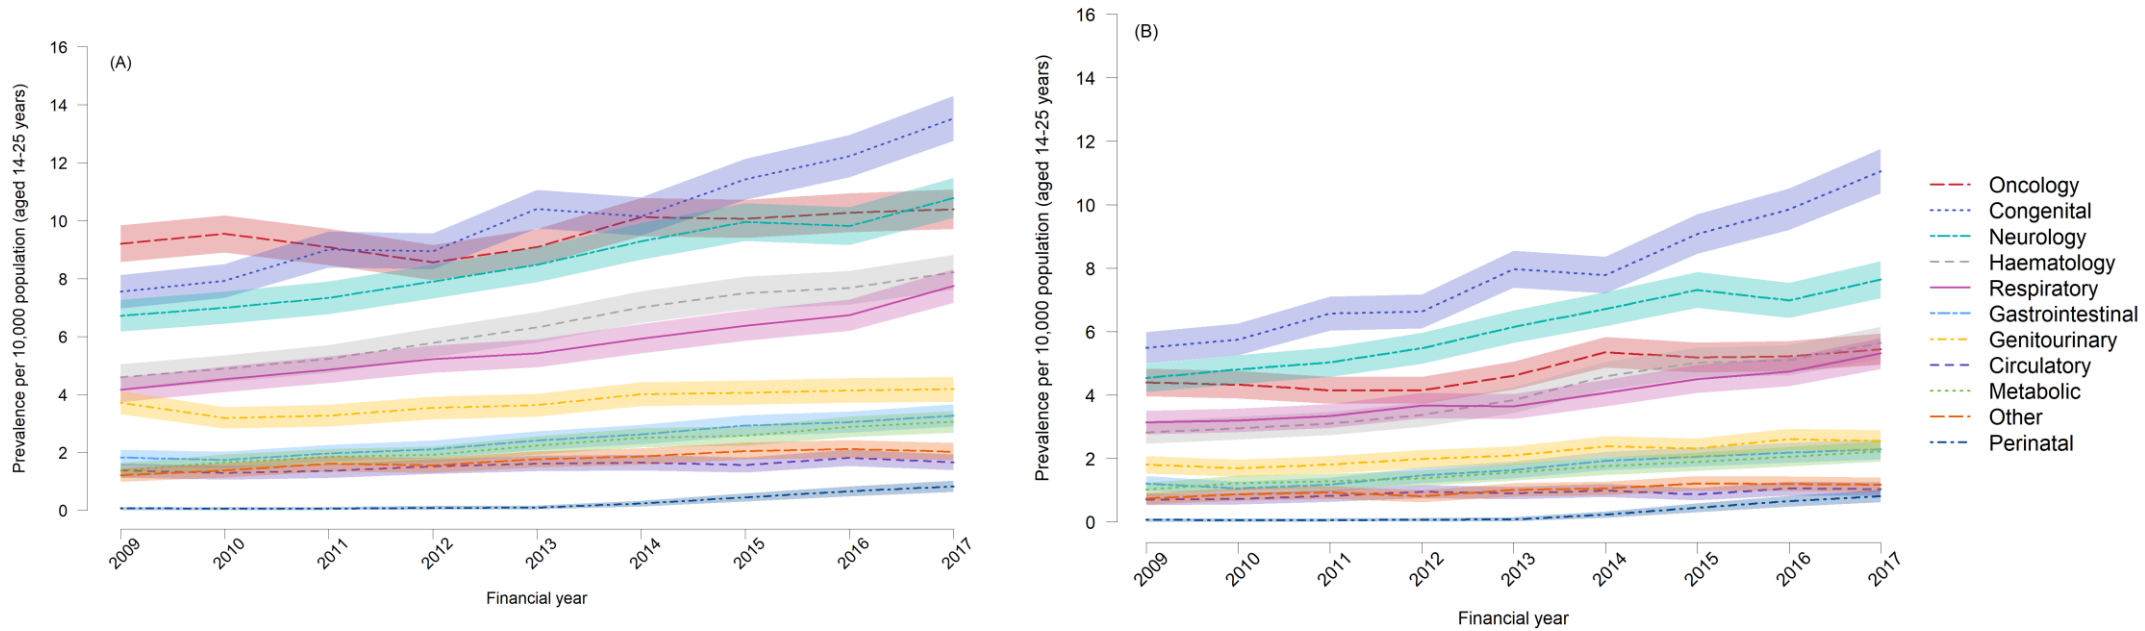 (A)
Prevalence per 10,000 population (aged 14-25 years)
16
14
12
10
8
6
4
2
0
2009
2010
2011
2012
2013
2014
2015
2016
2017
Financial year
(B)
Prevalence per 10,000 population (aged 14-25 years)
16
14
12
10
8
6
4
2
0
2009
2010
2011
2012
2013
2014
2015
2016
2017
Financial year
Oncology
Congenital
Neurology
Haematology
Respiratory
Gastrointestinal
Genitourinary
Circulatory
Metabolic
Other
Perinatal